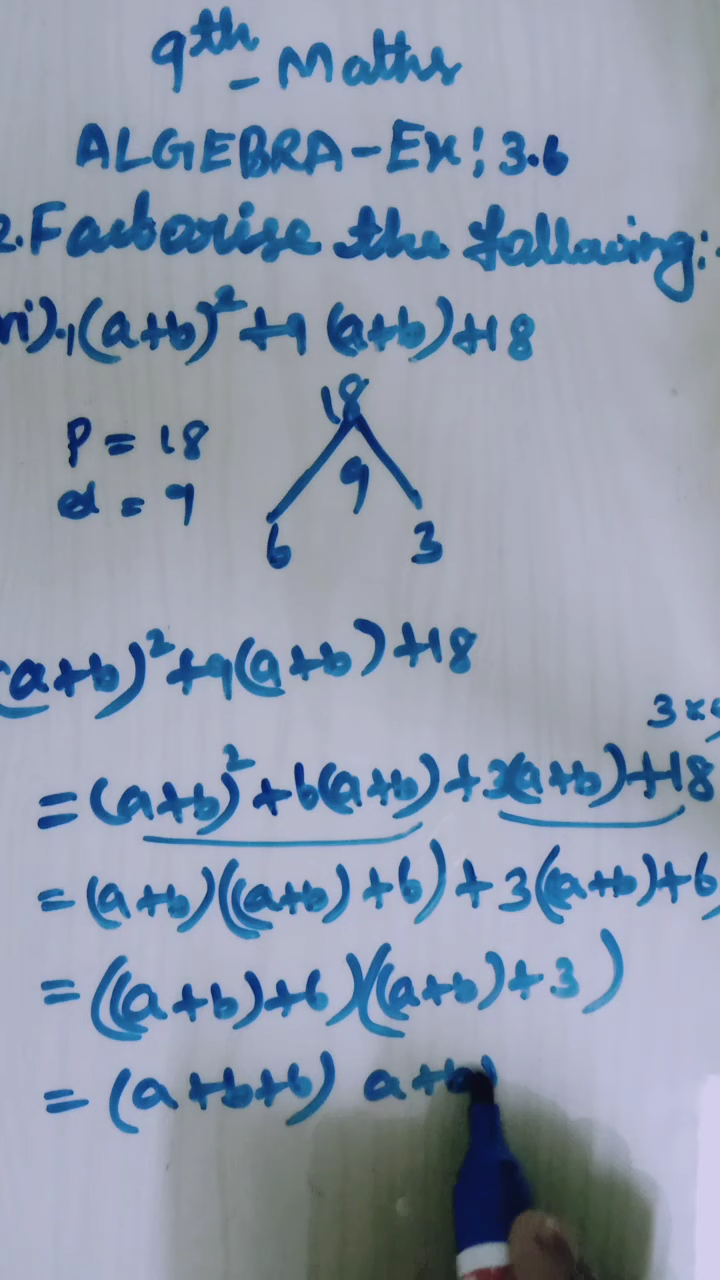 9th - Maths
ALGEBRA-Ex: 3.6
2. Factorise the following:-
vi). (a+b)² + 9 (a+b) + 18
18
P = 18
9
d = 9
6 3
(a+b)² + 9(a+b) + 18
3×
= (a+b)² + 6(a+b) + 3(a+b) + 18
= (a+b)((a+b) + 6) + 3((a+b) + 6
= ((a+b)+6)((a+b)+3)
= (a+b+6) a+b